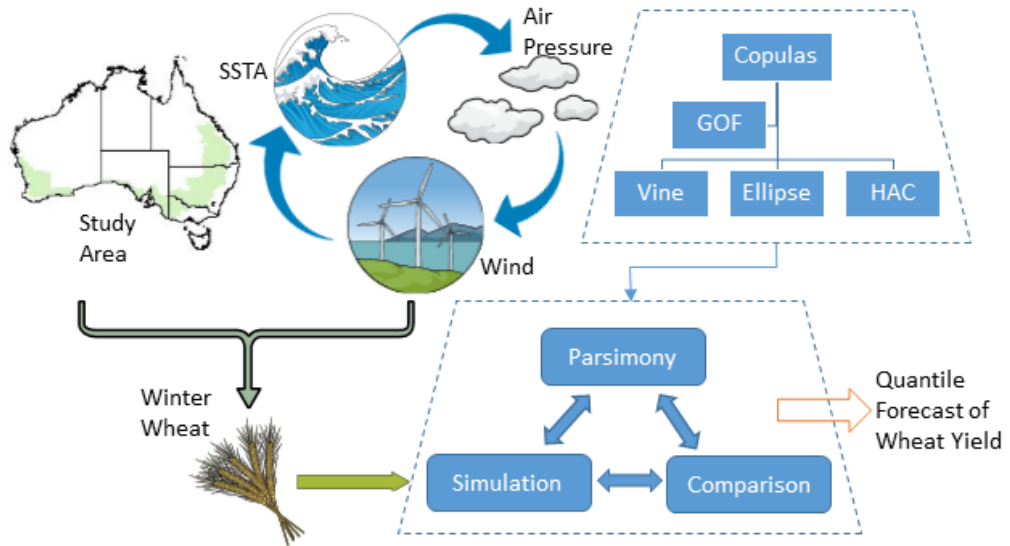 SSTA
Air
Pressure
Wind
Study
Area
Copulas
GOF
Vine
Ellipse
HAC
Winter
Wheat
Parsimony
Simulation
Comparison
Quantile
Forecast of
Wheat Yield